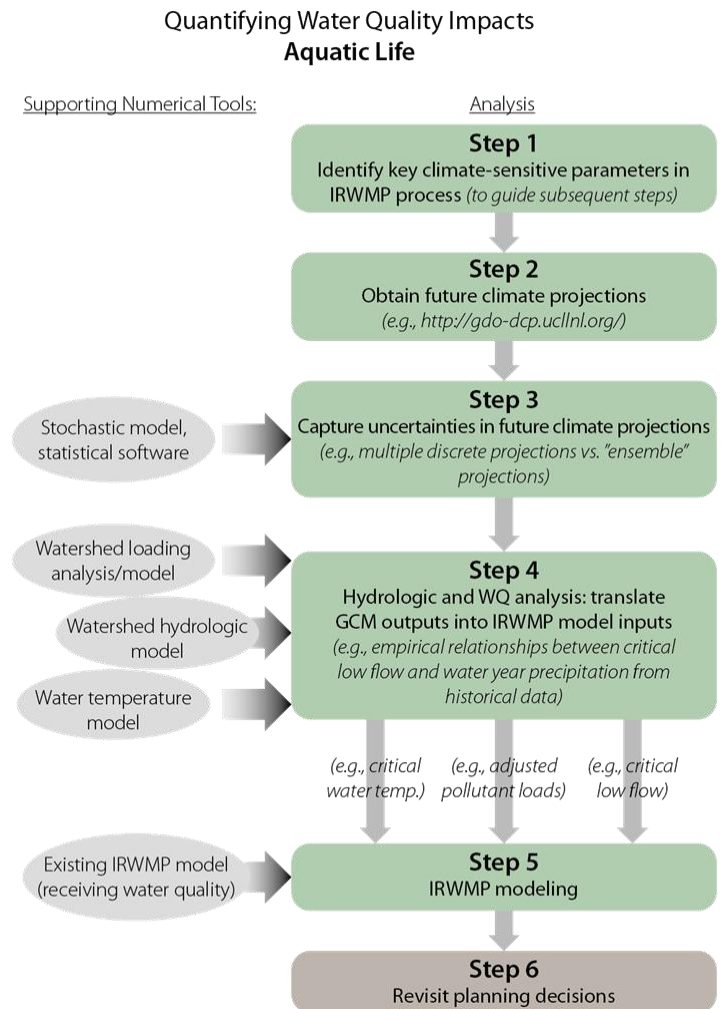 Quantifying Water Quality Impacts
Aquatic Life
Supporting Numerical Tools:
Analysis
Step 1
Identify key climate-sensitive parameters in
IRWMP process (to guide subsequent steps)
Step 2
Obtain future climate projections
(e.g., http://gdo-dcp.ucllnl.org/)
Stochastic model,
statistical software
Step 3
Capture uncertainties in future climate projections
(e.g., multiple discrete projections vs. "ensemble"
projections)
Watershed loading
analysis/model
Watershed hydrologic
model
Water temperature
model
Step 4
Hydrologic and WQ analysis: translate
GCM outputs into IRWMP model inputs
(e.g., empirical relationships between critical
low flow and water year precipitation from
historical data)
(e.g., critical
water temp.)
(e.g., adjusted
pollutant loads)
(e.g., critical
low flow)
Existing IRWMP model
(receiving water quality)
Step 5
IRWMP modeling
Step 6
Revisit planning decisions